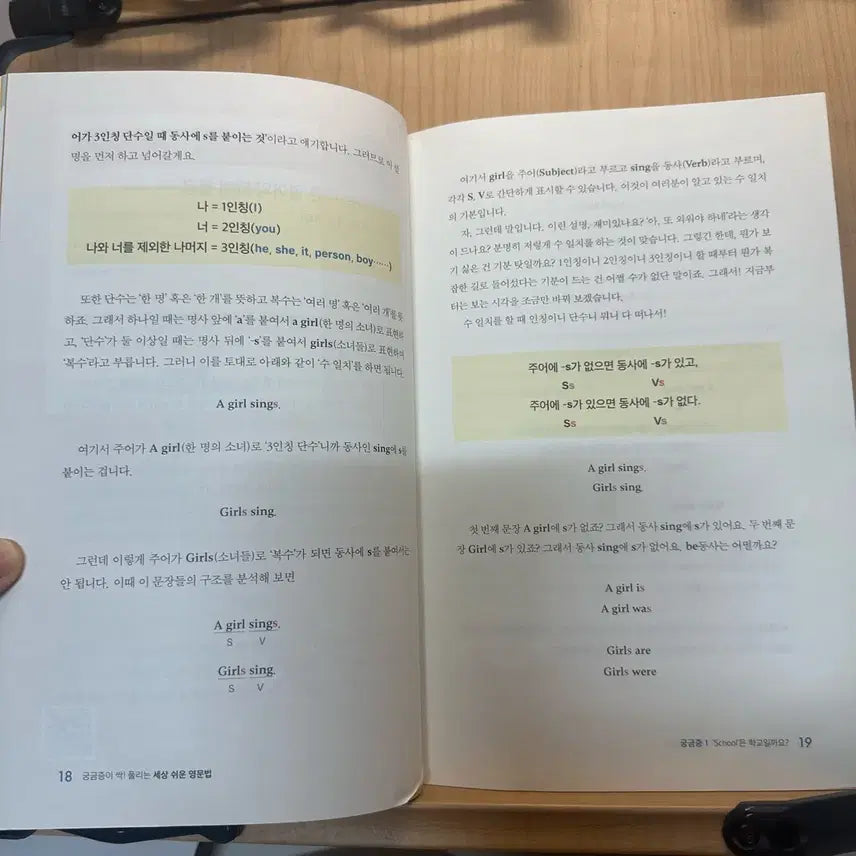 어가 3인칭 단수일 때 동사에 s를 붙이는 것'이라고 얘기합니다. 그러므로 이 설
명을 먼저 하고 넘어갈게요.
나 = 1인칭(I)
너 = 2인칭(you)
나와 너를 제외한 나머지 = 3인칭(he, she, it, person, boy……)
또한 단수는 '한 명' 혹은 '한 개'를 뜻하고 복수는 '여러 명' 혹은 '여러 개'를 뜻
하죠. 그래서 하나일 때는 명사 앞에 'a'를 붙여서 a girl(한 명의 소녀)로 표현하
고, '단수'가 둘 이상일 때는 명사 뒤에 '-s'를 붙여서 girls(소녀들)로 표현하여
'복수'라고 부릅니다. 그러니 이를 토대로 아래와 같이 '수 일치'를 하면 됩니다.
A girl sings.
여기서 주어가 A girl(한 명의 소녀)로 '3인칭 단수'니까 동사인 sing에 s를
붙이는 겁니다.
Girls sing.
그런데 이렇게 주어가 Girls(소녀들)로 '복수'가 되면 동사에 s를 붙여서는
안 됩니다. 이때 이 문장들의 구조를 분석해 보면
A girl sings.
S V
Girls sing.
S V
18 궁금증이 싹! 풀리는 세상 쉬운 영문법
여기서 girl을 주어(Subject)라고 부르고 sing을 동사(Verb)라고 부르며,
각각 S, V로 간단하게 표시할 수 있습니다. 이것이 여러분이 알고 있는 수 일치
의 기본입니다.
자, 그런데 말입니다. 이런 설명, 재미있나요? '아, 또 외워야 하네'라는 생각
이 드나요? 분명히 저렇게 수 일치를 하는 것이 맞습니다. 그렇긴 한데, 뭔가 보
기 싫은 건 기분 탓일까요? 1인칭이니 2인칭이니 3인칭이니 할 때부터 뭔가 복
잡한 길로 들어섰다는 기분이 드는 건 어쩔 수가 없단 말이죠. 그래서! 지금부
터는 보는 시각을 조금만 바꿔 보겠습니다.
수 일치를 할 때 인칭이니 단수니 뭐니 다 떠나서!
주어에 -s가 없으면 동사에 -s가 있고,
Ss Vs
주어에 -s가 있으면 동사에 -s가 없다.
Ss Vs
A girl sings.
Girls sing.
첫 번째 문장 A girl에 s가 없죠? 그래서 동사 sing에 s가 있어요. 두 번째 문
장 Girl에 s가 있죠? 그래서 동사 sing에 s가 없어요. be동사는 어떨까요?
A girl is
A girl was
Girls are
Girls were
궁금증 1 'School'은 학교일까요? 19